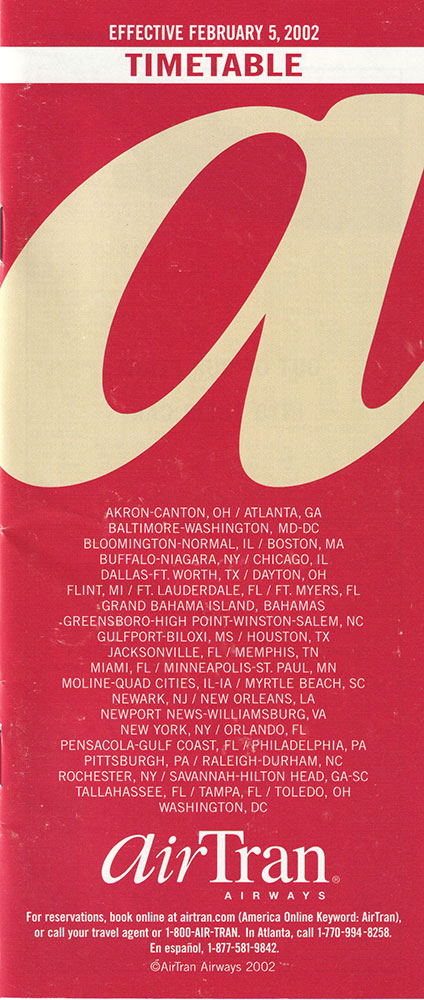 EFFECTIVE FEBRUARY 5, 2002
TIMETABLE
a
AKRON-CANTON, OH / ATLANTA, GA
BALTIMORE-WASHINGTON, MD-DC
BLOOMINGTON-NORMAL, IL / BOSTON, MA
BUFFALO-NIAGARA, NY / CHICAGO, IL
DALLAS-FT. WORTH, TX / DAYTON, OH
FLINT, MI / FT. LAUDERDALE, FL / FT. MYERS, FL
GRAND BAHAMA ISLAND, BAHAMAS
GREENSBORO-HIGH POINT-WINSTON-SALEM, NC
GULFPORT-BILOXI, MS / HOUSTON, TX
JACKSONVILLE, FL / MEMPHIS, TN
MIAMI, FL / MINNEAPOLIS-ST. PAUL, MN
MOLINE-QUAD CITIES, IL-IA / MYRTLE BEACH, SC
NEWARK, NJ / NEW ORLEANS, LA
NEWPORT NEWS-WILLIAMSBURG, VA
NEW YORK, NY / ORLANDO, FL
PENSACOLA-GULF COAST, FL / PHILADELPHIA, PA
PITTSBURGH, PA / RALEIGH-DURHAM, NC
ROCHESTER, NY / SAVANNAH-HILTON HEAD, GA-SC
TALLAHASSEE, FL / TAMPA, FL / TOLEDO, OH
WASHINGTON, DC
airTran®
AIRWAYS
For reservations, book online at airtran.com (America Online Keyword: AirTran),
or call your travel agent or 1-800-AIR-TRAN. In Atlanta, call 1-770-994-8258.
En español, 1-877-581-9842.
©AirTran Airways 2002